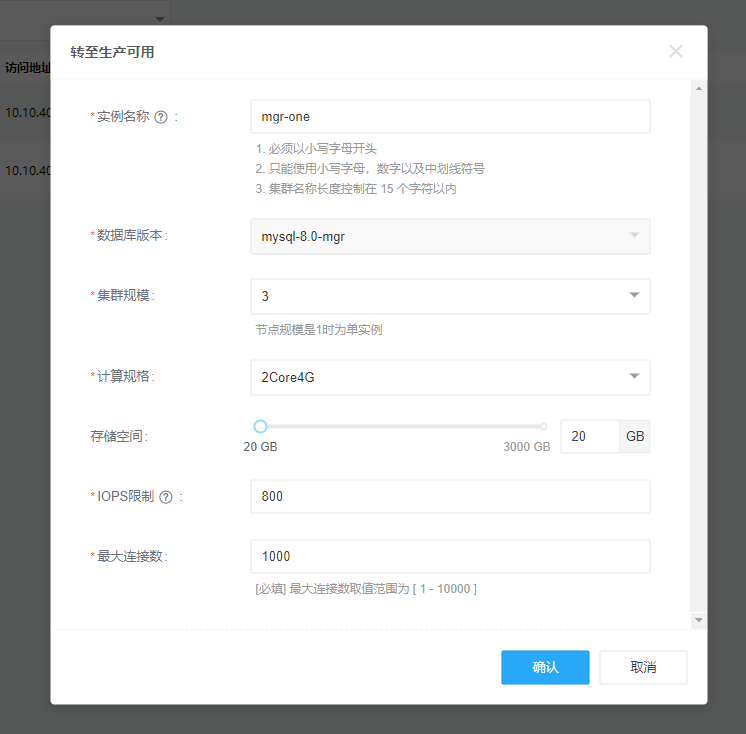 转至生产可用
访问地址
*实例名称 :
mgr-one
1. 必须以小写字母开头
2. 只能使用小写字母，数字以及中划线符号
3. 集群名称长度控制在 15 个字符以内
10.10.40
10.10.40
*数据库版本:
mysql-8.0-mgr
*集群规模:
3
节点规模是1时为单实例
*计算规格:
2Core4G
存储空间:
20 GB
3000 GB
20 GB
*IOPS限制 :
800
*最大连接数:
1000
[必填] 最大连接数取值范围为 [ 1 - 10000 ]
确认
取消